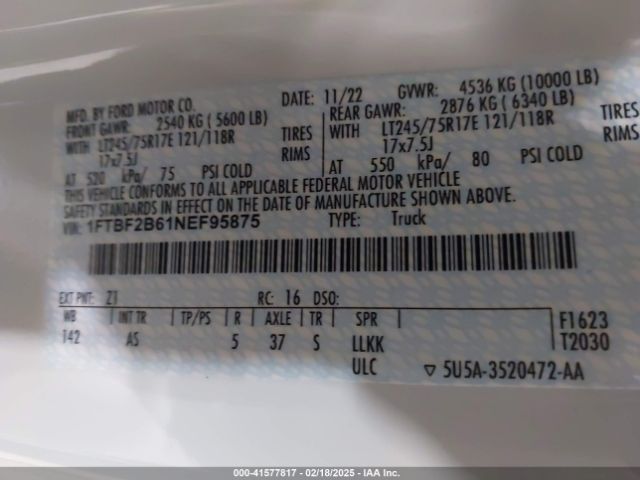 MFD. BY FORD MOTOR CO.
DATE: 11/22 GVWR: 4536 KG (10000 LB)
FRONT GAWR: 2540 KG ( 5600 LB) REAR GAWR: 2876 KG ( 6340 LB)
WITH LT245/75R17E 121/118R TIRES WITH LT245/75R17E 121/118R TIRES
17x7.5J RIMS 17x7.5J RIMS
AT 520 kPa/ 75 PSI COLD AT 550 kPa/ 80 PSI COLD
THIS VEHICLE CONFORMS TO ALL APPLICABLE FEDERAL MOTOR VEHICLE
SAFETY STANDARDS IN EFFECT ON THE DATE OF MANUFACTURE SHOWN ABOVE.
VIN: 1FTBF2B61NEF95875 TYPE: Truck
EXT PNT: Z1 RC: 16 DSO:
WB INT TR TP/PS R AXLE TR SPR F1623
142 AS 5 37 S LLKK T2030
ULC ▽ 5U5A-3520472-AA
000-41577817 | 02/18/2025 - IAAI Inc.